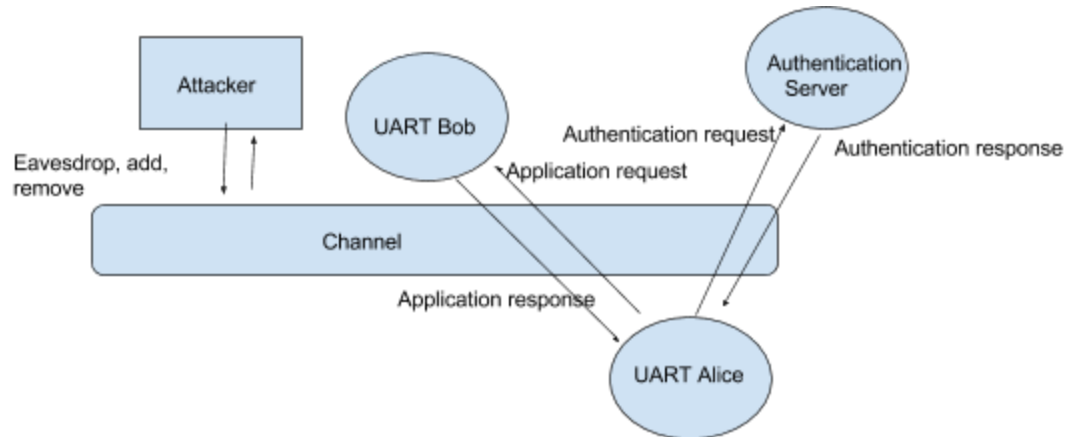 Attacker
UART Bob
Authentication
Server
Authentication request
Authentication response
Eavesdrop, add,
remove
Application request
Channel
Application response
UART Alice